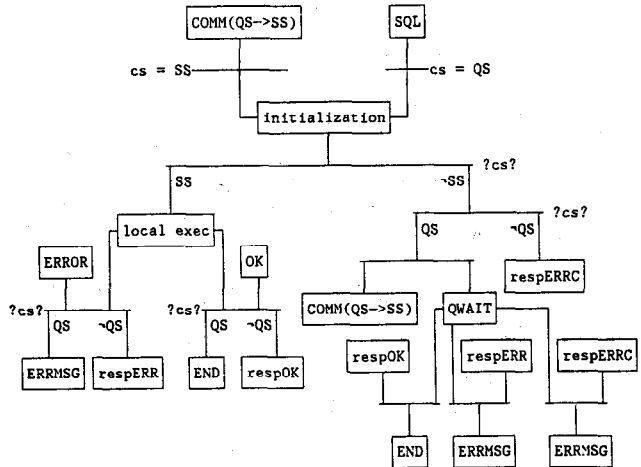 COMM(QS->SS)
SQL
cs = SS
cs = QS
initialization
?cs?
SS
¬SS
?cs?
local exec
QS
¬QS
ERROR
OK
respERRC
?cs?
QS
¬QS
?cs?
QS
¬QS
COMM(QS->SS)
QWAIT
respOK
respERR
respERRC
ERRMSG
respERR
END
respOK
END
ERRMSG
ERRMSG